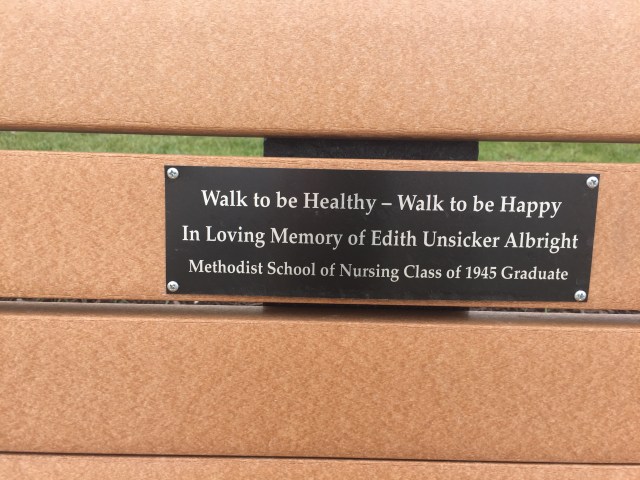 Walk to be Healthy – Walk to be Happy
In Loving Memory of Edith Unsicker Albright
Methodist School of Nursing Class of 1945 Graduate